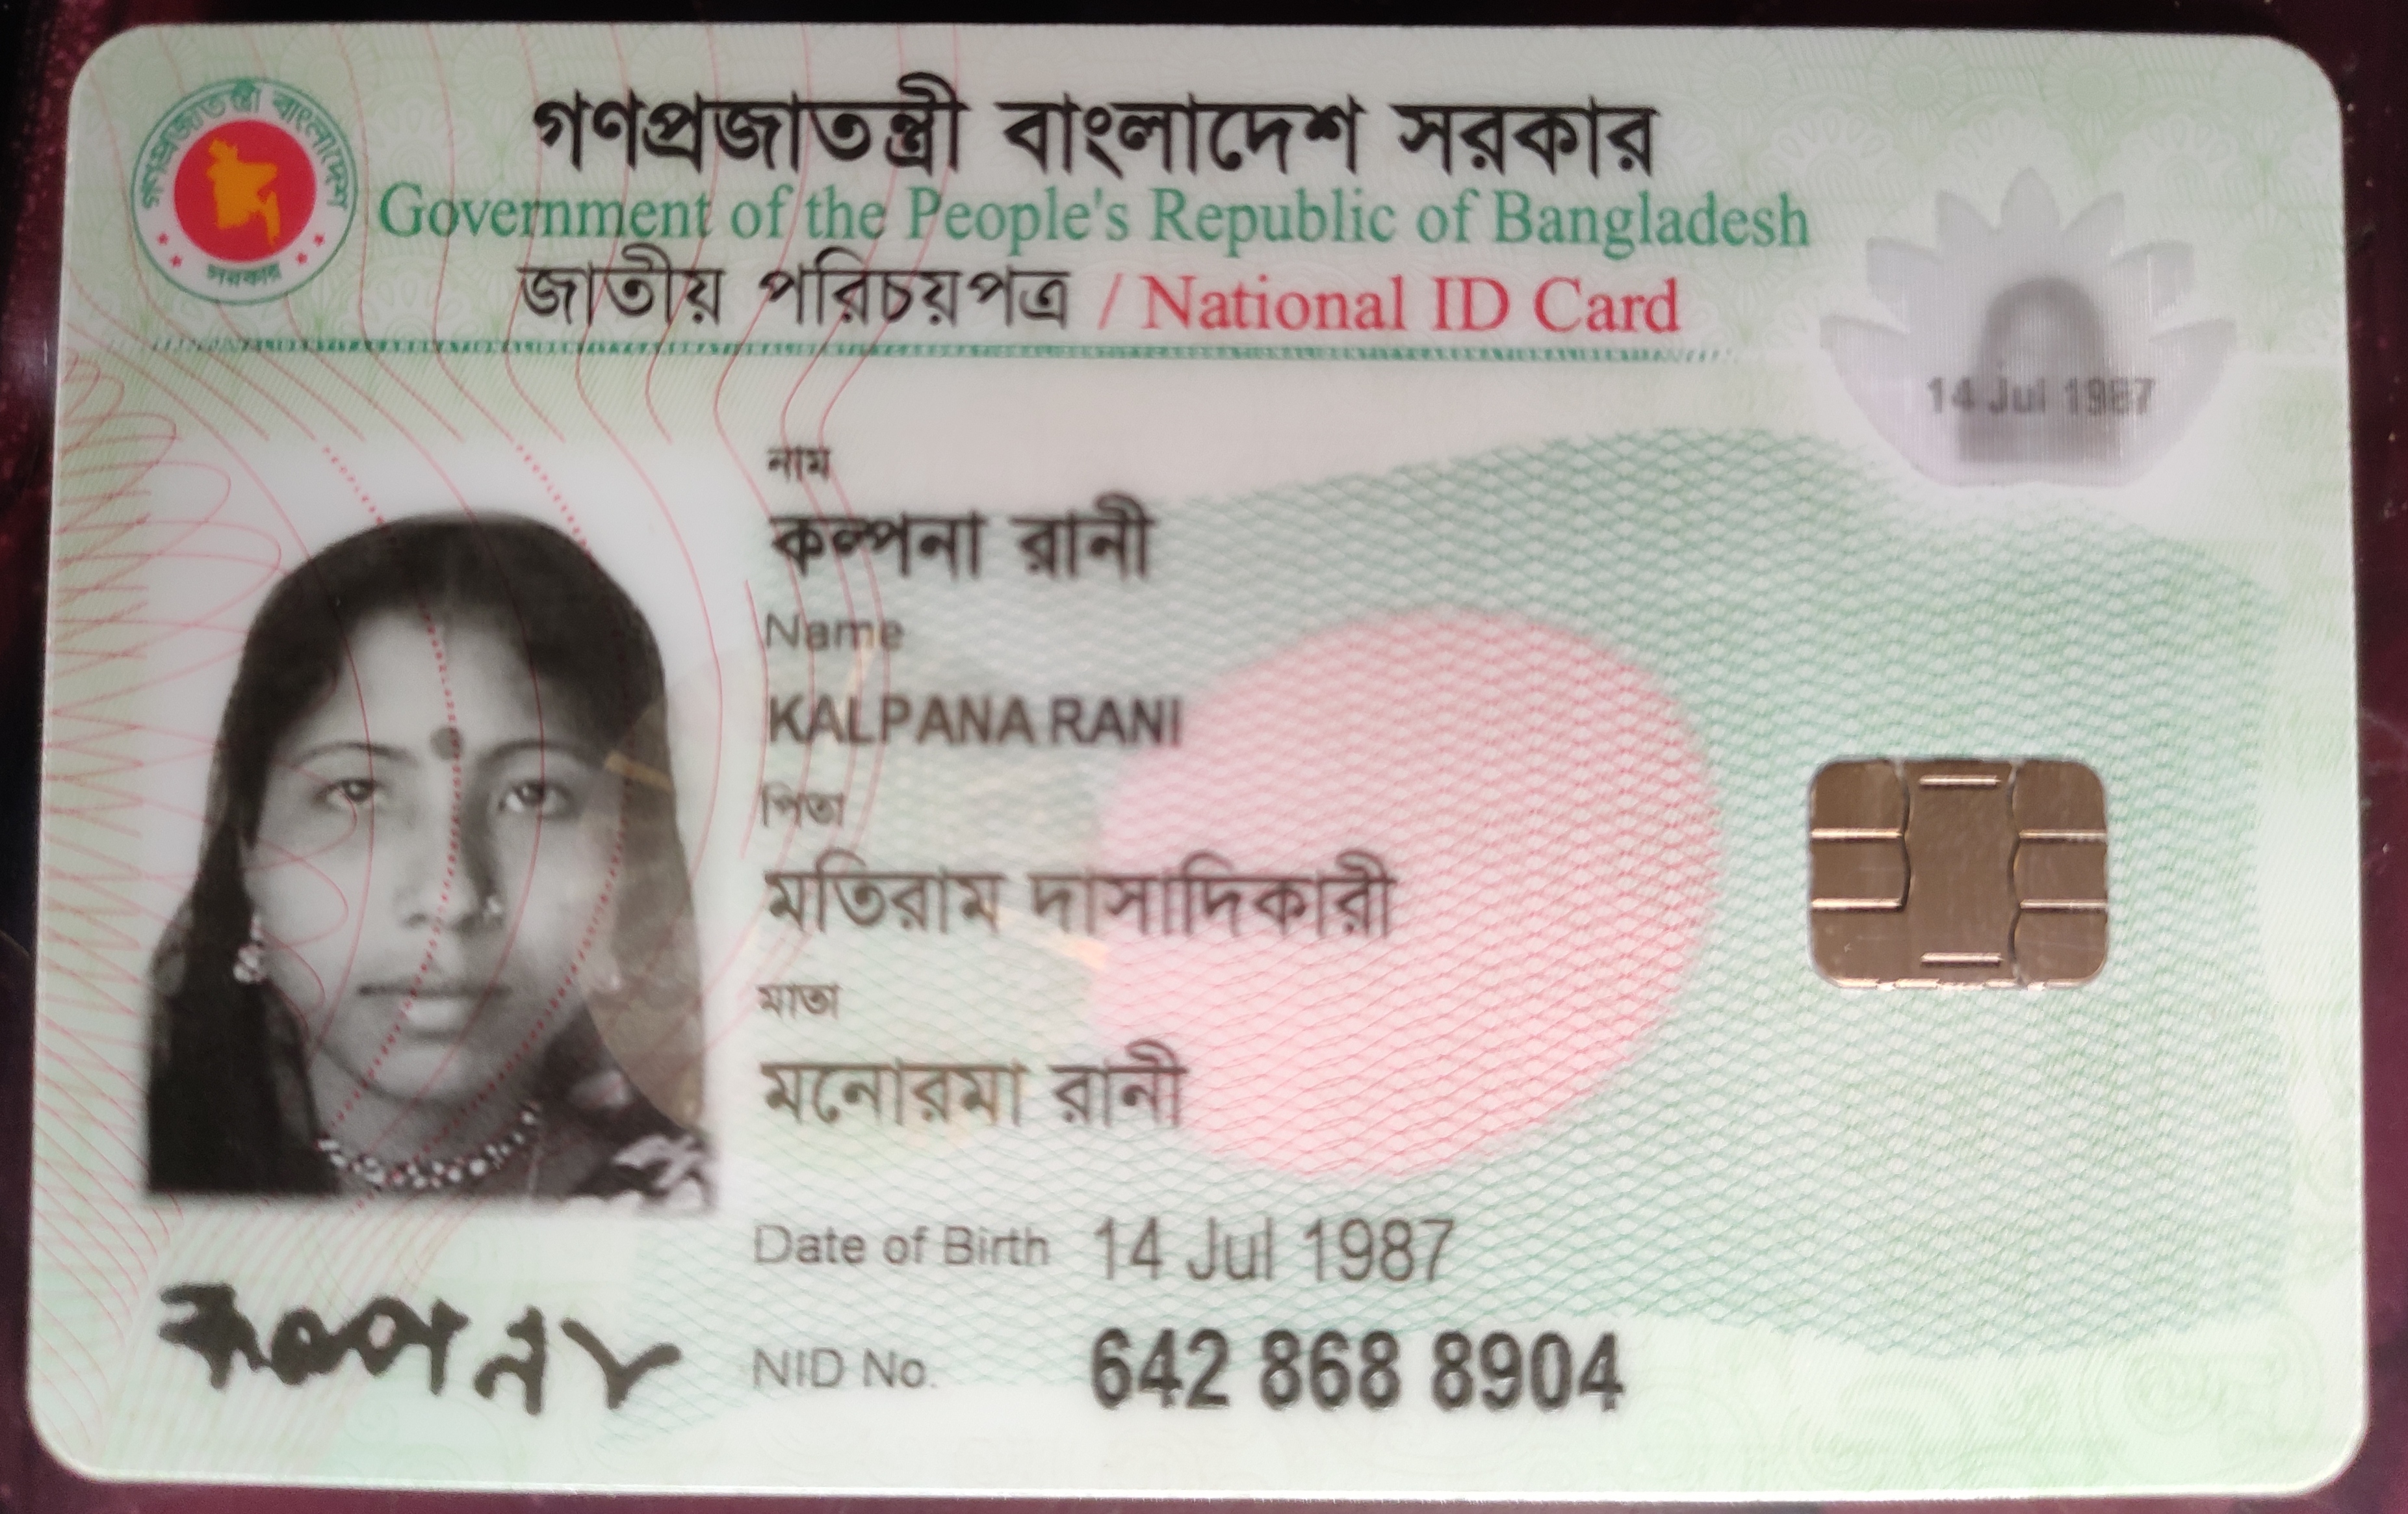 গণপ্রজাতন্ত্রী বাংলাদেশ সরকার
Government of the People's Republic of Bangladesh
জাতীয় পরিচয়পত্র / National ID Card
গণপ্রজাতন্ত্রী বাংলাদেশ
সরকার
14 Jul 1987
নাম
কল্পনা রানী
Name
KALPANA RANI
পিতা
মতিরাম দাসাদিকারী
মাতা
মনোরমা রানী
Date of Birth 14 Jul 1987
কল্পনা
NID No. 642 868 8904